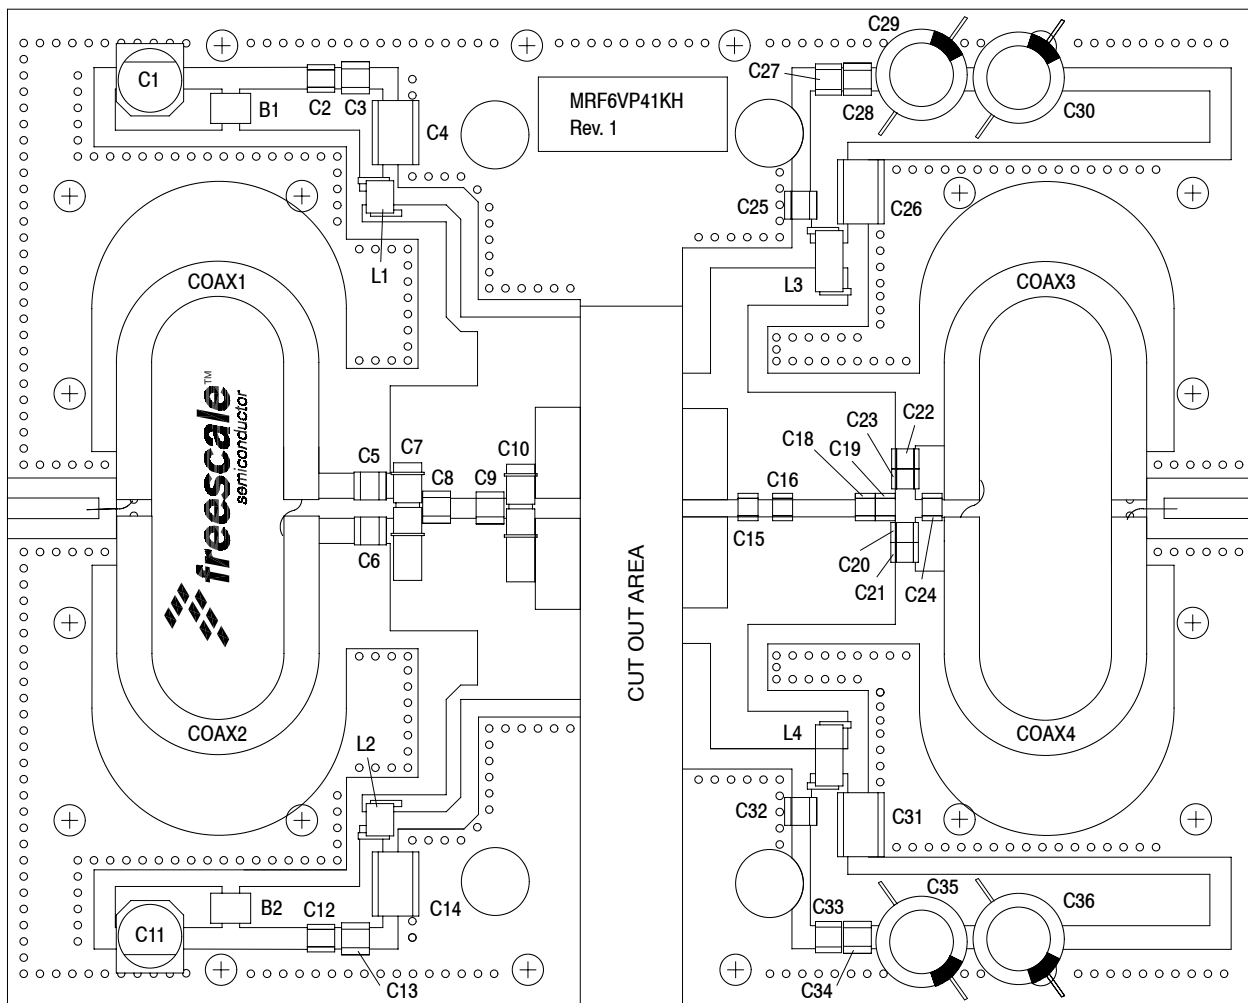 C29
C27
C28
C30
C1
C2
C3
B1
C4
MRF6VP41KH
Rev. 1
C25
C26
L1
L3
COAX1
COAX3
freescale™
semiconductor
C5
C7
C8
C9
C10
C6
C18
C23
C22
C19
C16
C15
C20
C21
C24
CUT OUT AREA
COAX2
COAX4
L2
L4
C32
C31
B2
C12
C14
C11
C13
C33
C35
C36
C34